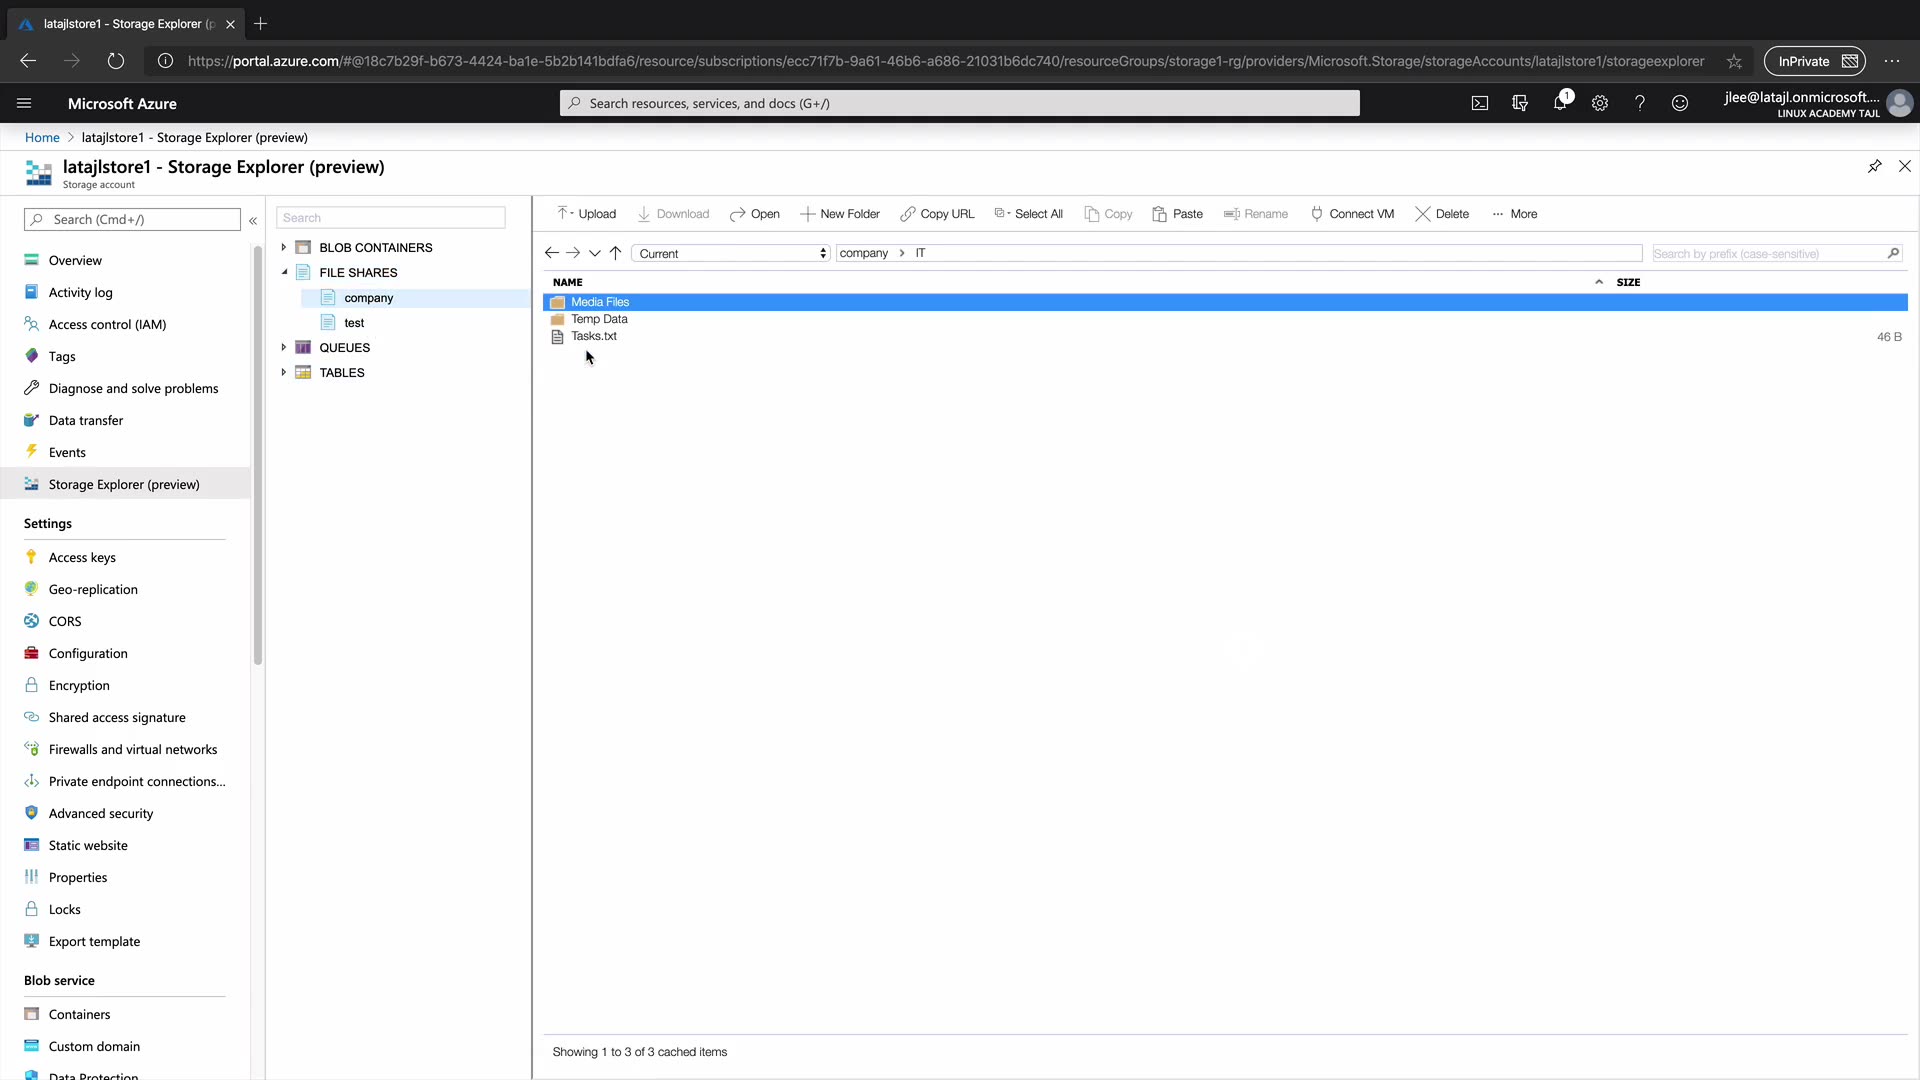 latajlstore1 - Storage Explorer (p
https://portal.azure.com/#@18c7b29f-b673-4424-ba1e-5b2b141bdfa6/resource/subscriptions/ecc71f7b-9a61-46b6-a686-21031b6dc740/resourceGroups/storage1-rg/providers/Microsoft.Storage/storageAccounts/latajlstore1/storageexplorer
InPrivate
Microsoft Azure
Search resources, services, and docs (G+/)
1
jlee@latajl.onmicrosoft....
LINUX ACADEMY TAJL
Home > latajlstore1 - Storage Explorer (preview)
latajlstore1 - Storage Explorer (preview)
Storage account
Search (Cmd+/)
Overview
Activity log
Access control (IAM)
Tags
Diagnose and solve problems
Data transfer
Events
Storage Explorer (preview)
Settings
Access keys
Geo-replication
CORS
Configuration
Encryption
Shared access signature
Firewalls and virtual networks
Private endpoint connections...
Advanced security
Static website
Properties
Locks
Export template
Blob service
Containers
Custom domain
Data Protection
Search
BLOB CONTAINERS
FILE SHARES
company
test
QUEUES
TABLES
Upload Download Open New Folder Copy URL Select All Copy Paste Rename Connect VM Delete More
Current company > IT Search by prefix (case-sensitive)
NAME SIZE
Media Files
Temp Data
Tasks.txt 46 B
Showing 1 to 3 of 3 cached items